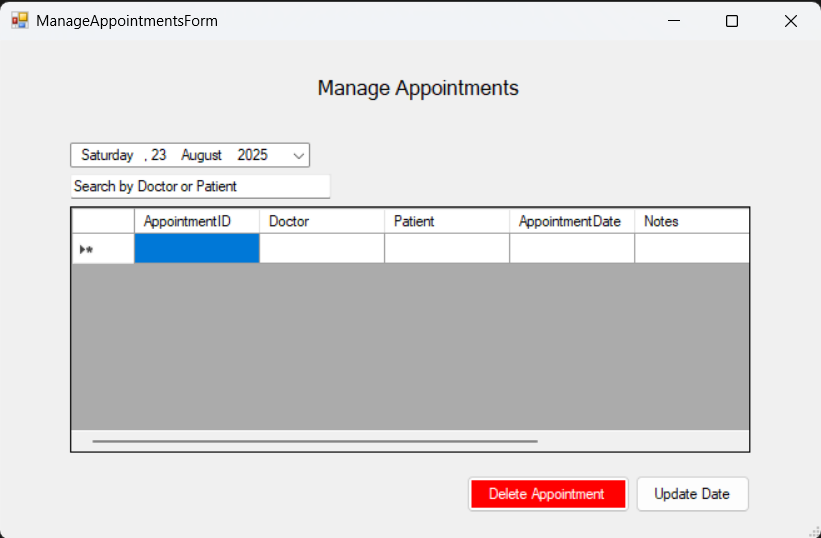 ManageAppointmentsForm
Manage Appointments
Saturday , 23 August 2025
Search by Doctor or Patient
AppointmentID Doctor Patient AppointmentDate Notes
Delete Appointment Update Date